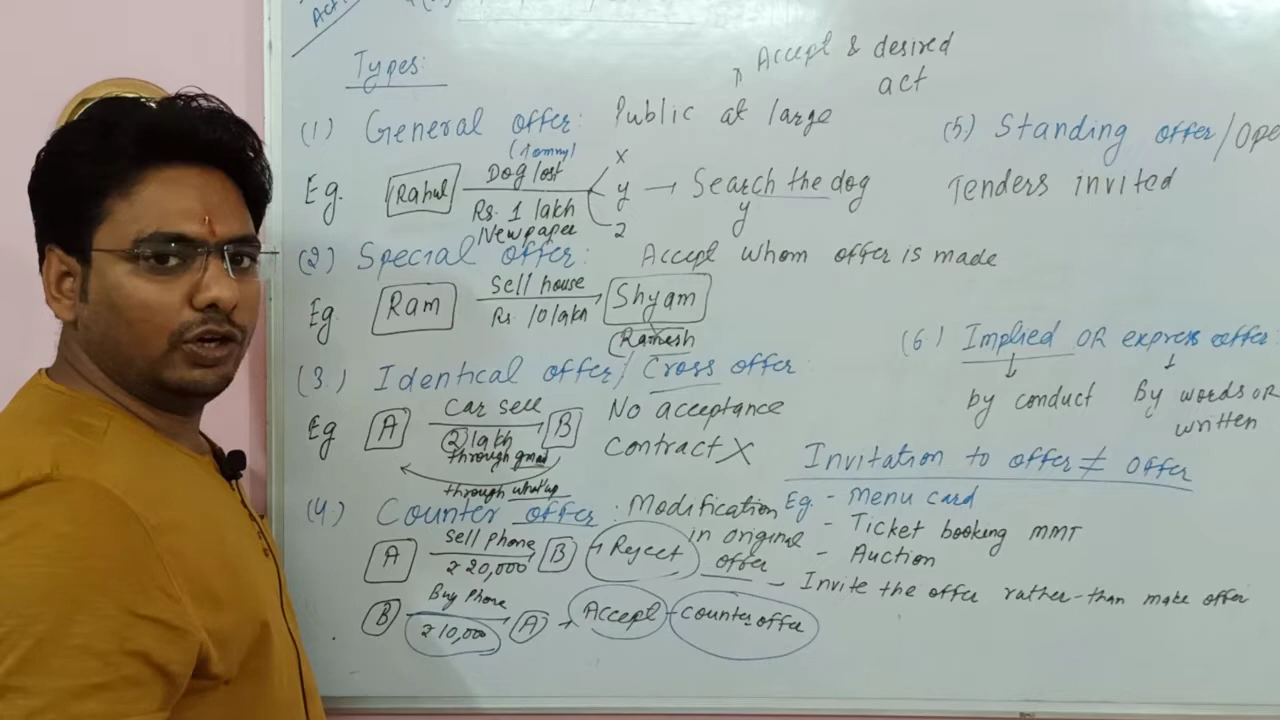 Act
Types:
Accept & desired
act
(1) General offer: Public at large
Eg. Rahul Dog lost (Tommy)
Rs. 1 lakh
Newpaper
x
y → Search the dog
y
z
(2) Special offer: Accept whom offer is made
Eg Ram Sell house Shyam
Rs. 10 lakh
Ramesh
(3.) Identical offer / Cross offer
Eg A Car sell B No acceptance
2 lakh contract X
through gmail
through what'up
(4.) Counter offer: Modification
in original
offer
A Sell phone B → Reject
₹ 20,000
B Buy Phone A → Accept - counter offer
₹ 10,000
(5.) Standing offer / Ope
Tenders invited
(6) Implied OR express offer:
by conduct By words OR
written
Invitation to offer ≠ offer
Eg. - Menu card
- Ticket booking MMT
- Auction
- Invite the offer rather-than make offer